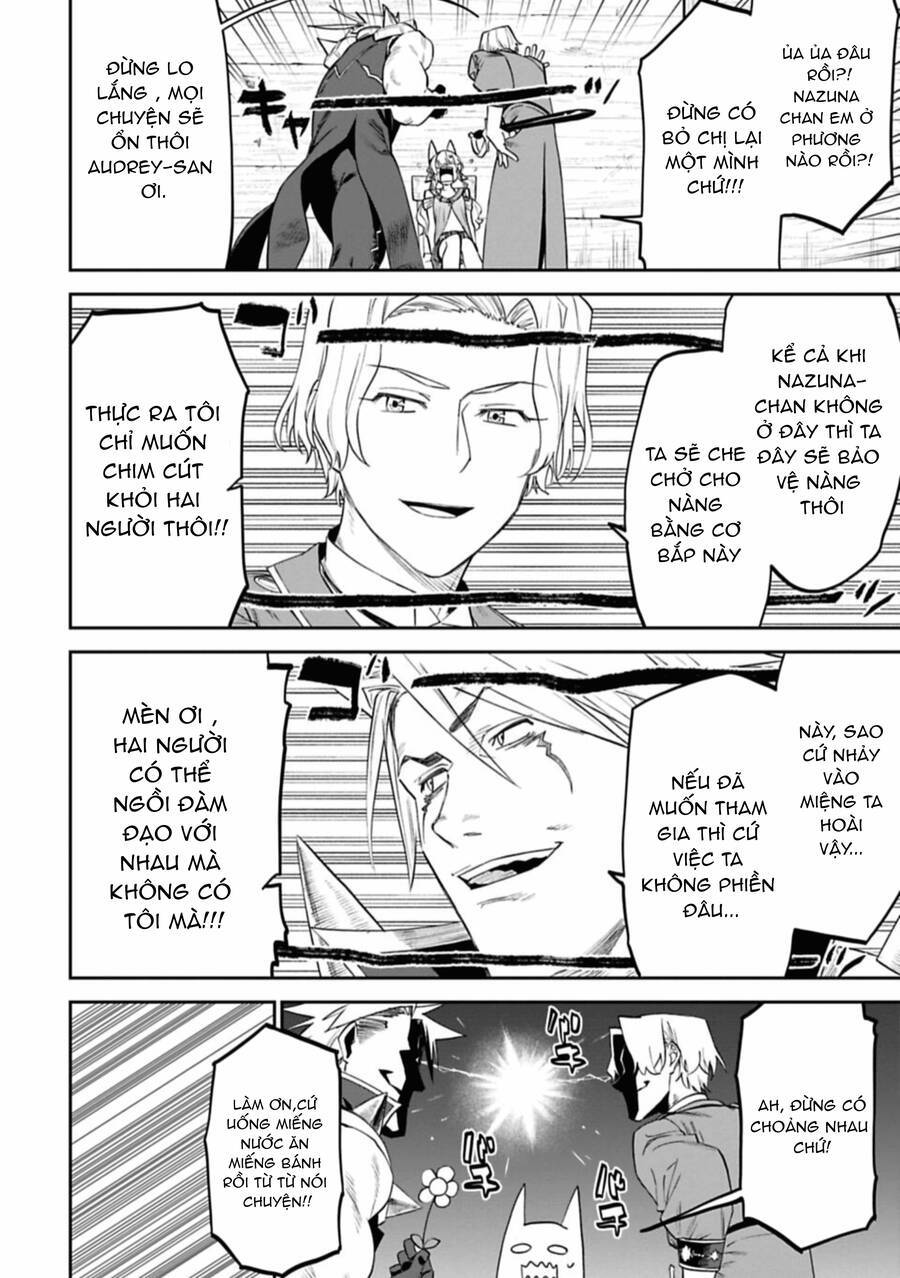 ỦA ỦA ĐÂU
RỒI?!
NAZUNA
CHAN EM Ở
PHƯƠNG
NÀO RỒI?!
ĐỪNG CÓ
BỎ CHỊ LẠI
MỘT MÌNH
CHỨ!!!
ĐỪNG LO
LẮNG , MỌI
CHUYỆN SẼ
ỔN THÔI
AUDREY-SAN
ƠI.
KỂ CẢ KHI
NAZUNA-
CHAN KHÔNG
Ở ĐÂY THÌ TA
ĐÂY SẼ BẢO
VỆ NÀNG
THÔI
TA SẼ CHE
CHỞ CHO
NÀNG
BẰNG CƠ
BẮP NÀY
THỰC RA TÔI
CHỈ MUỐN
CHIM CÚT
KHỎI HAI
NGƯỜI THÔI!!
NÀY, SAO
CỨ NHẢY
VÀO
MIỆNG TA
HOÀI
VẬY...
NẾU ĐÃ
MUỐN THAM
GIA THÌ CỨ
VIỆC TA
KHÔNG PHIỀN
ĐÂU...
MÈN ƠI ,
HAI NGƯỜI
CÓ THỂ
NGỒI ĐÀM
ĐẠO VỚI
NHAU MÀ
KHÔNG CÓ
TÔI MÀ!!!
AH, ĐỪNG CÓ
CHOẢNG NHAU
CHỨ!
LÀM ƠN,CỨ
UỐNG MIẾNG
NƯỚC ĂN
MIẾNG BÁNH
RỒI TỪ TỪ NÓI
CHUYỆN!!